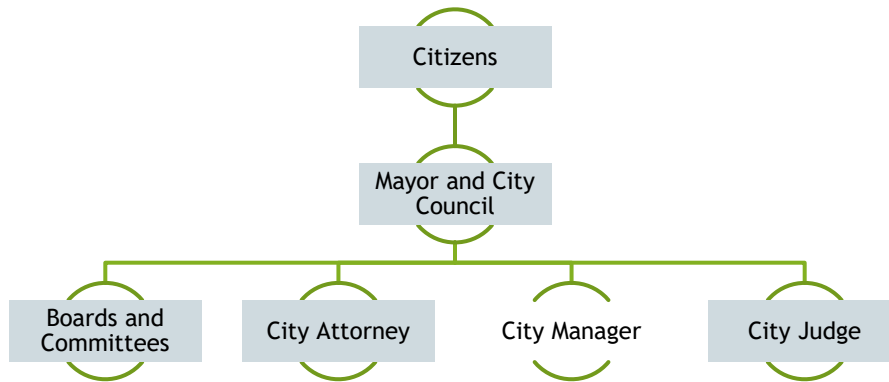 Citizens
Mayor and City
Council
Boards and
Committees
City Attorney
City Manager
City Judge